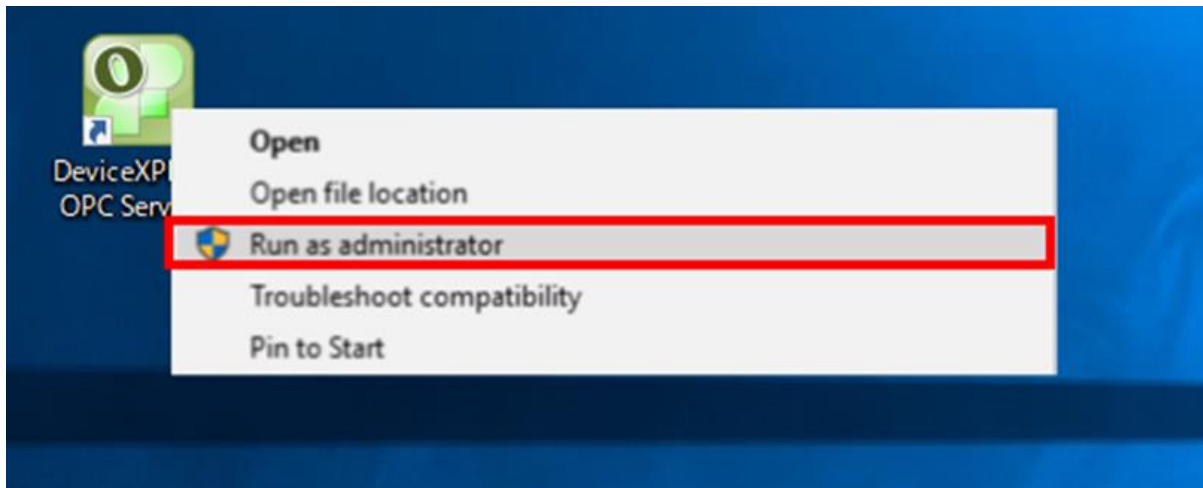 DeviceXPl
OPC Serv
Open
Open file location
Run as administrator
Troubleshoot compatibility
Pin to Start